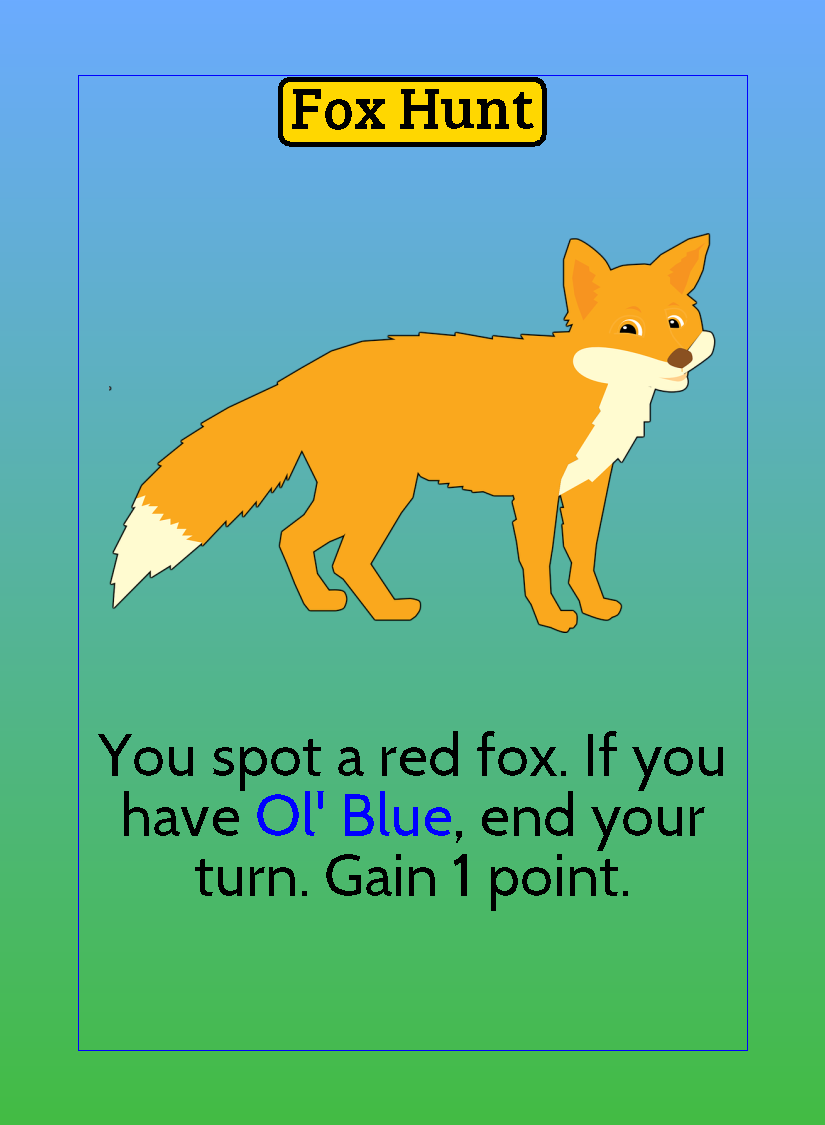 Fox Hunt
You spot a red fox. If you
have Ol' Blue, end your
turn. Gain 1 point.